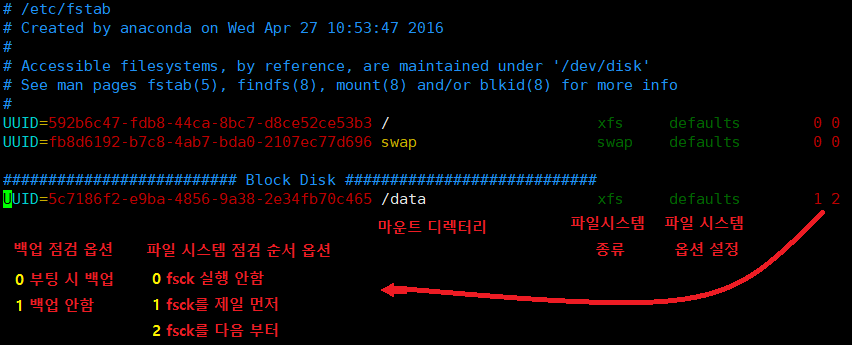 # /etc/fstab
# Created by anaconda on Wed Apr 27 10:53:47 2016
#
# Accessible filesystems, by reference, are maintained under '/dev/disk'
# See man pages fstab(5), findfs(8), mount(8) and/or blkid(8) for more info
#
UUID=592b6c47-fdb8-44ca-8bc7-d8ce52ce53b3 / xfs defaults 0 0
UUID=fb8d6192-b7c8-4ab7-bda0-2107ec77d696 swap swap defaults 0 0
########################## Block Disk ############################
UUID=5c7186f2-e9ba-4856-9a38-2e34fb70c465 /data xfs defaults 1 2
마운트 디렉터리 파일시스템 파일 시스템
종류 옵션 설정
백업 점검 옵션 파일 시스템 점검 순서 옵션
0 부팅 시 백업 0 fsck 실행 안함
1 백업 안함 1 fsck를 제일 먼저
2 fsck를 다음 부터